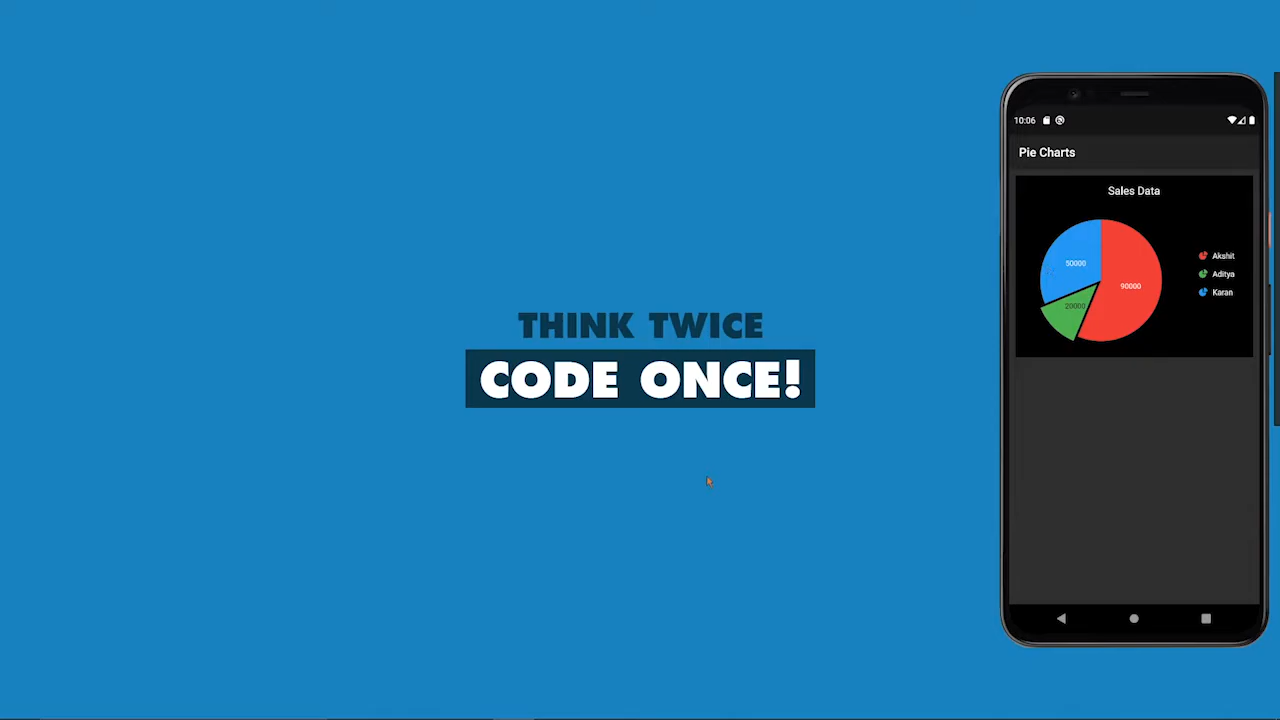 THINK TWICE
CODE ONCE!
10:06
Pie Charts
Sales Data
50000
90000
20000
Akshit
Aditya
Karan